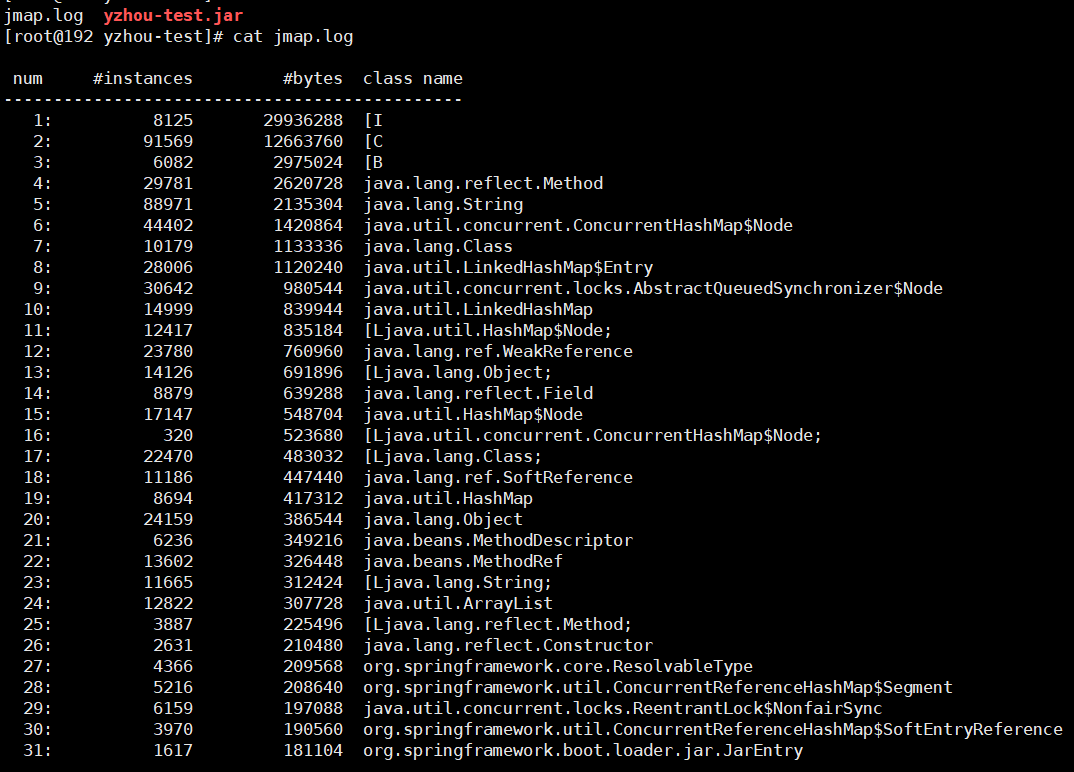 jmap.log  yzhou-test.jar
[root@192 yzhou-test]# cat jmap.log
 num     #instances         #bytes  class name
----------------------------------------------
   1:          8125       29936288  [I
   2:         91569       12663760  [C
   3:          6082        2975024  [B
   4:         29781        2620728  java.lang.reflect.Method
   5:         88971        2135304  java.lang.String
   6:         44402        1420864  java.util.concurrent.ConcurrentHashMap$Node
   7:         10179        1133336  java.lang.Class
   8:         28006        1120240  java.util.LinkedHashMap$Entry
   9:         30642         980544  java.util.concurrent.locks.AbstractQueuedSynchronizer$Node
  10:         14999         839944  java.util.LinkedHashMap
  11:         12417         835184  [Ljava.util.HashMap$Node;
  12:         23780         760960  java.lang.ref.WeakReference
  13:         14126         691896  [Ljava.lang.Object;
  14:          8879         639288  java.lang.reflect.Field
  15:         17147         548704  java.util.HashMap$Node
  16:           320         523680  [Ljava.util.concurrent.ConcurrentHashMap$Node;
  17:         22470         483032  [Ljava.lang.Class;
  18:         11186         447440  java.lang.ref.SoftReference
  19:          8694         417312  java.util.HashMap
  20:         24159         386544  java.lang.Object
  21:          6236         349216  java.beans.MethodDescriptor
  22:         13602         326448  java.beans.MethodRef
  23:         11665         312424  [Ljava.lang.String;
  24:         12822         307728  java.util.ArrayList
  25:          3887         225496  [Ljava.lang.reflect.Method;
  26:          2631         210480  java.lang.reflect.Constructor
  27:          4366         209568  org.springframework.core.ResolvableType
  28:          5216         208640  org.springframework.util.ConcurrentReferenceHashMap$Segment
  29:          6159         197088  java.util.concurrent.locks.ReentrantLock$NonfairSync
  30:          3970         190560  org.springframework.util.ConcurrentReferenceHashMap$SoftEntryReference
  31:          1617         181104  org.springframework.boot.loader.jar.JarEntry